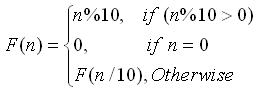 n%10, if (n%10 > 0)
F(n) = 0, if n = 0
F(n /10), Otherwise